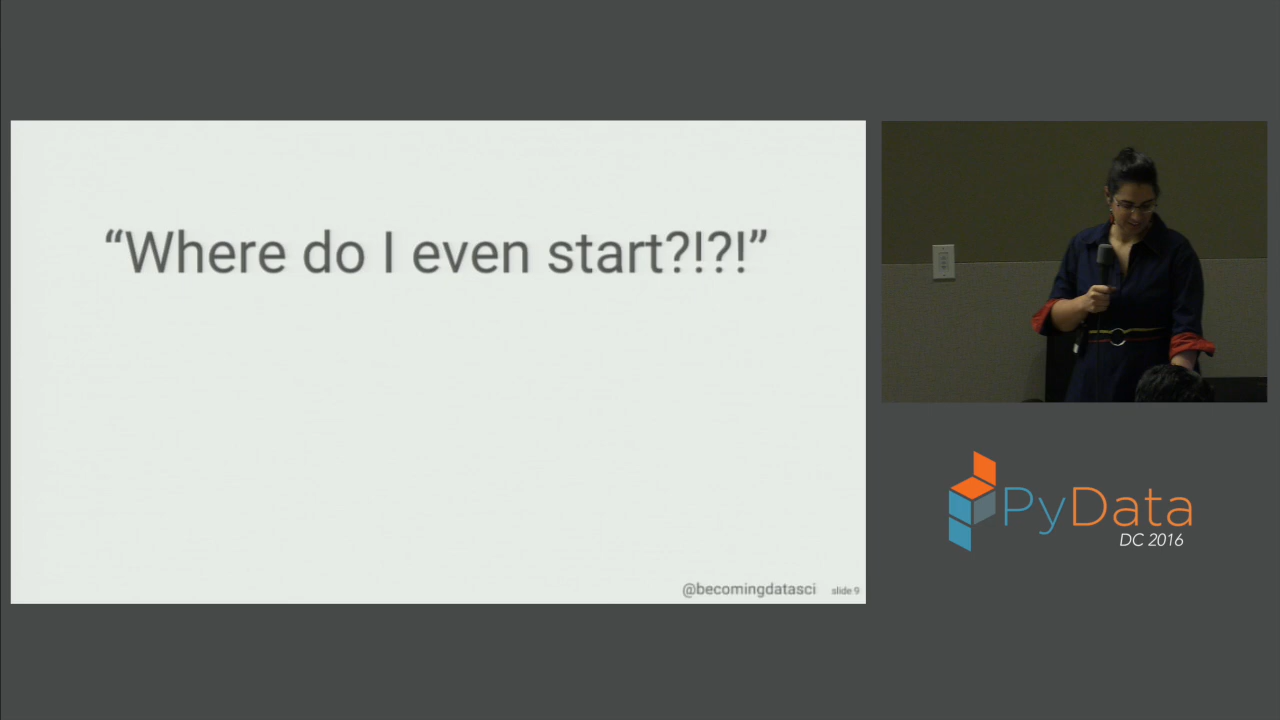 “Where do I even start?!?!”
@becomingdatasci slide 9
PyData
DC 2016